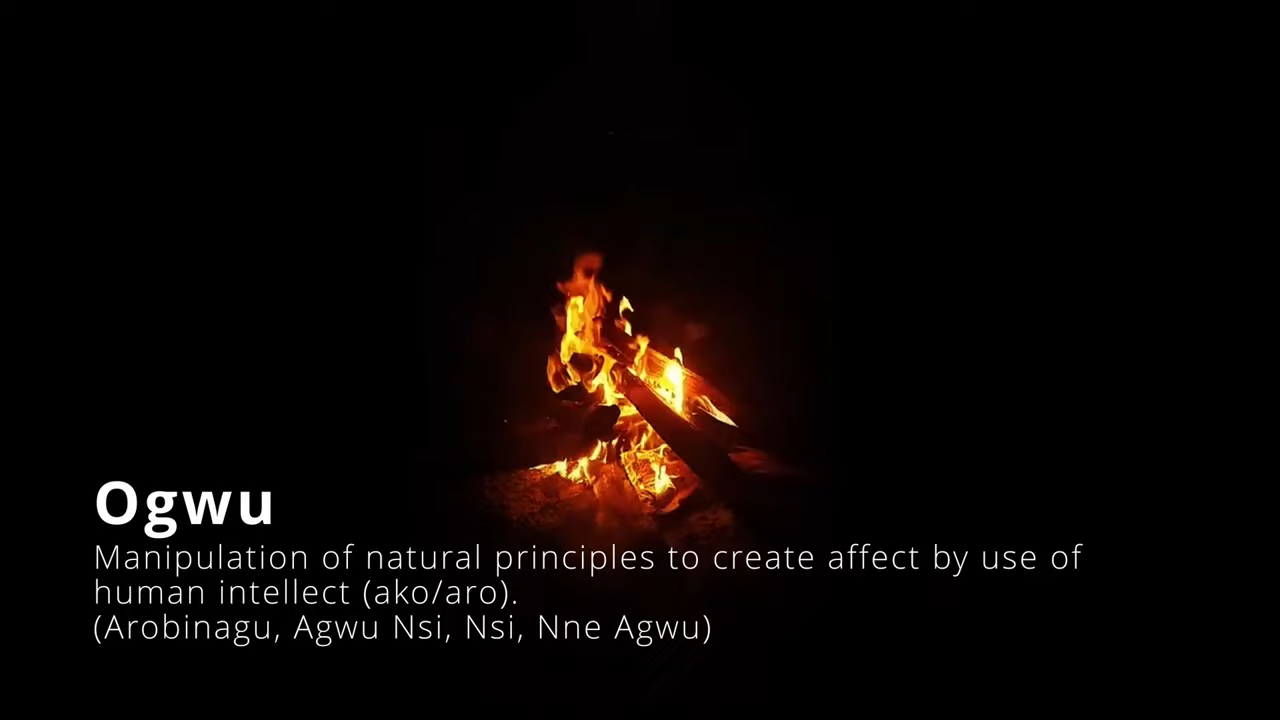 Ogwu
Manipulation of natural principles to create affect by use of
human intellect (ako/aro).
(Arobinagu, Agwu Nsi, Nsi, Nne Agwu)